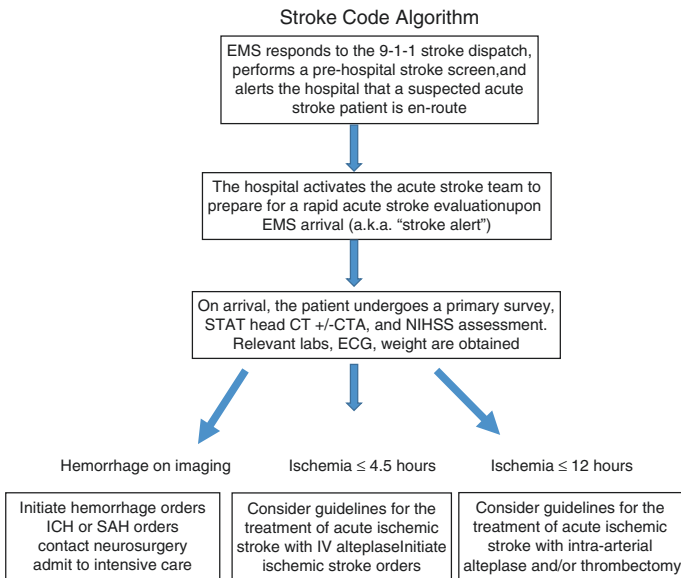 Stroke Code Algorithm
EMS responds to the 9-1-1 stroke dispatch,
performs a pre-hospital stroke screen,and
alerts the hospital that a suspected acute
stroke patient is en-route
The hospital activates the acute stroke team to
prepare for a rapid acute stroke evaluationupon
EMS arrival (a.k.a. “stroke alert”)
On arrival, the patient undergoes a primary survey,
STAT head CT +/-CTA, and NIHSS assessment.
Relevant labs, ECG, weight are obtained
Hemorrhage on imaging
Initiate hemorrhage orders
ICH or SAH orders
contact neurosurgery
admit to intensive care
Ischemia ≤ 4.5 hours
Consider guidelines for the
treatment of acute ischemic
stroke with IV alteplaseInitiate
ischemic stroke orders
Ischemia ≤ 12 hours
Consider guidelines for the
treatment of acute ischemic
stroke with intra-arterial
alteplase and/or thrombectomy